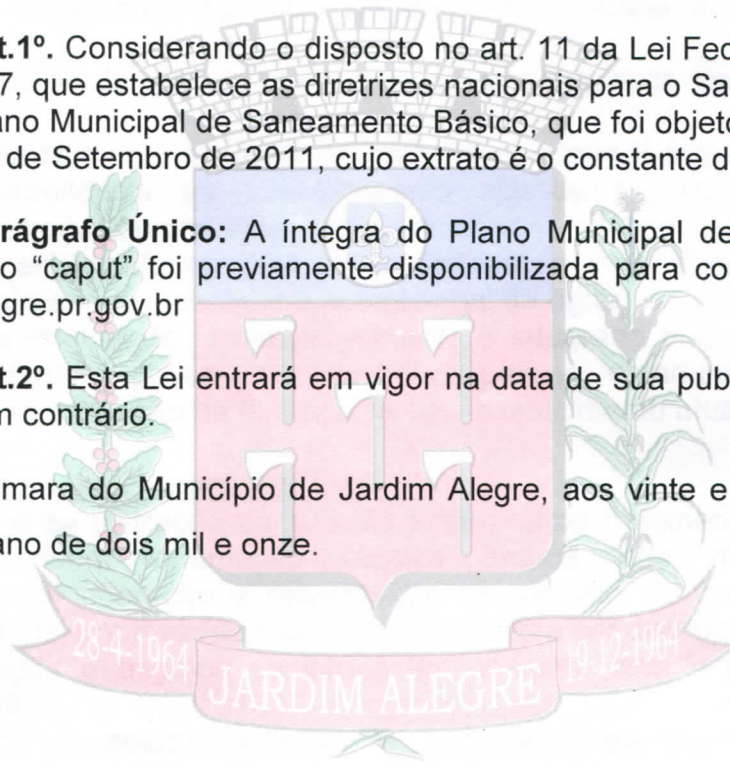 t.1º. Considerando o disposto no art. 11 da Lei Fed
7, que estabelece as diretrizes nacionais para o Sa
ano Municipal de Saneamento Básico, que foi objeto
de Setembro de 2011, cujo extrato é o constante d
rágrafo Único: A íntegra do Plano Municipal de
o “caput” foi previamente disponibilizada para co
gre.pr.gov.br
t.2º. Esta Lei entrará em vigor na data de sua pub
m contrário.
mara do Município de Jardim Alegre, aos vinte e
ano de dois mil e onze.
28-4-1964
JARDIM ALEGRE
19-12-1964